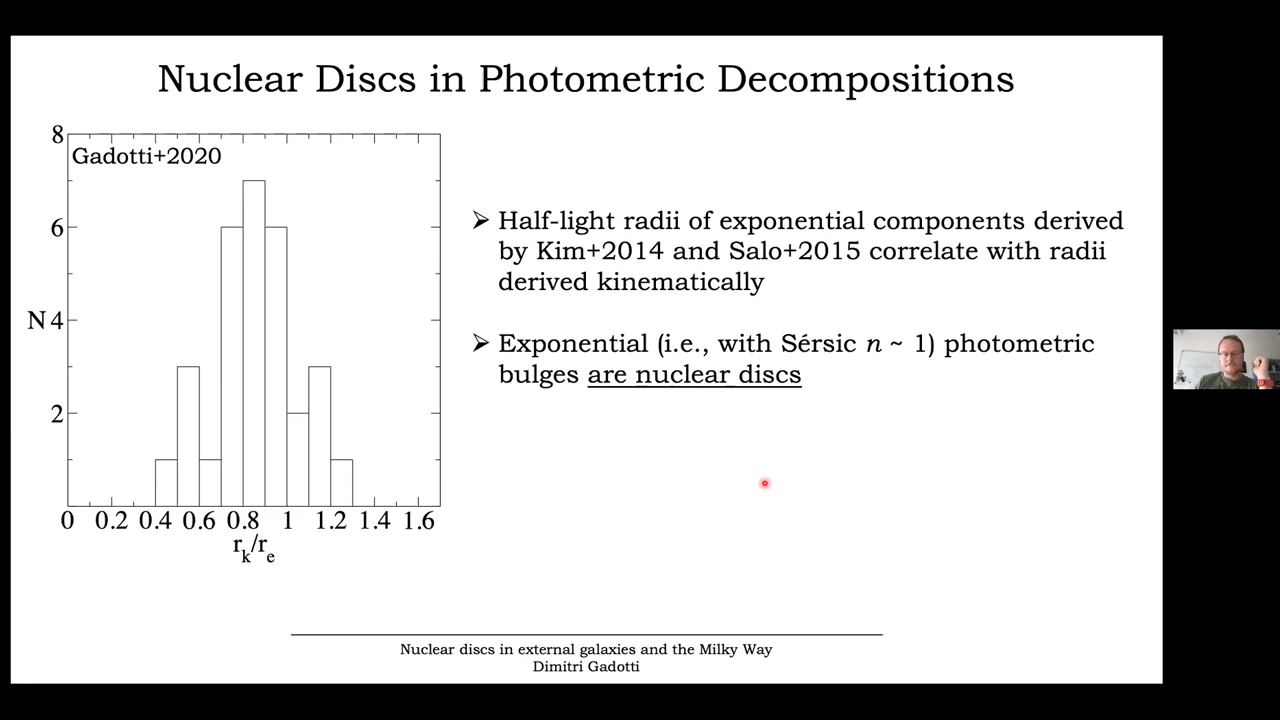 Nuclear Discs in Photometric Decompositions
8
Gadotti+2020
6
N 4
2
0 0.2 0.4 0.6 0.8 1 1.2 1.4 1.6
rk/re
➢ Half-light radii of exponential components derived
by Kim+2014 and Salo+2015 correlate with radii
derived kinematically
➢ Exponential (i.e., with Sérsic n ~ 1) photometric
bulges are nuclear discs
Nuclear discs in external galaxies and the Milky Way
Dimitri Gadotti